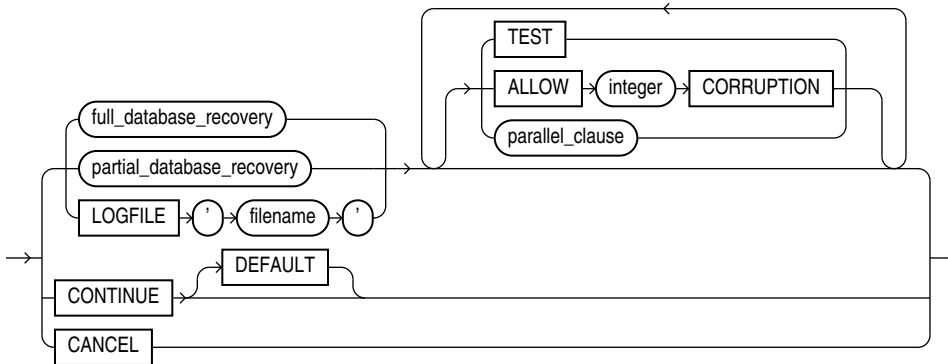 TEST
ALLOW integer CORRUPTION
parallel_clause
full_database_recovery
partial_database_recovery
LOGFILE ' filename '
DEFAULT
CONTINUE
CANCEL